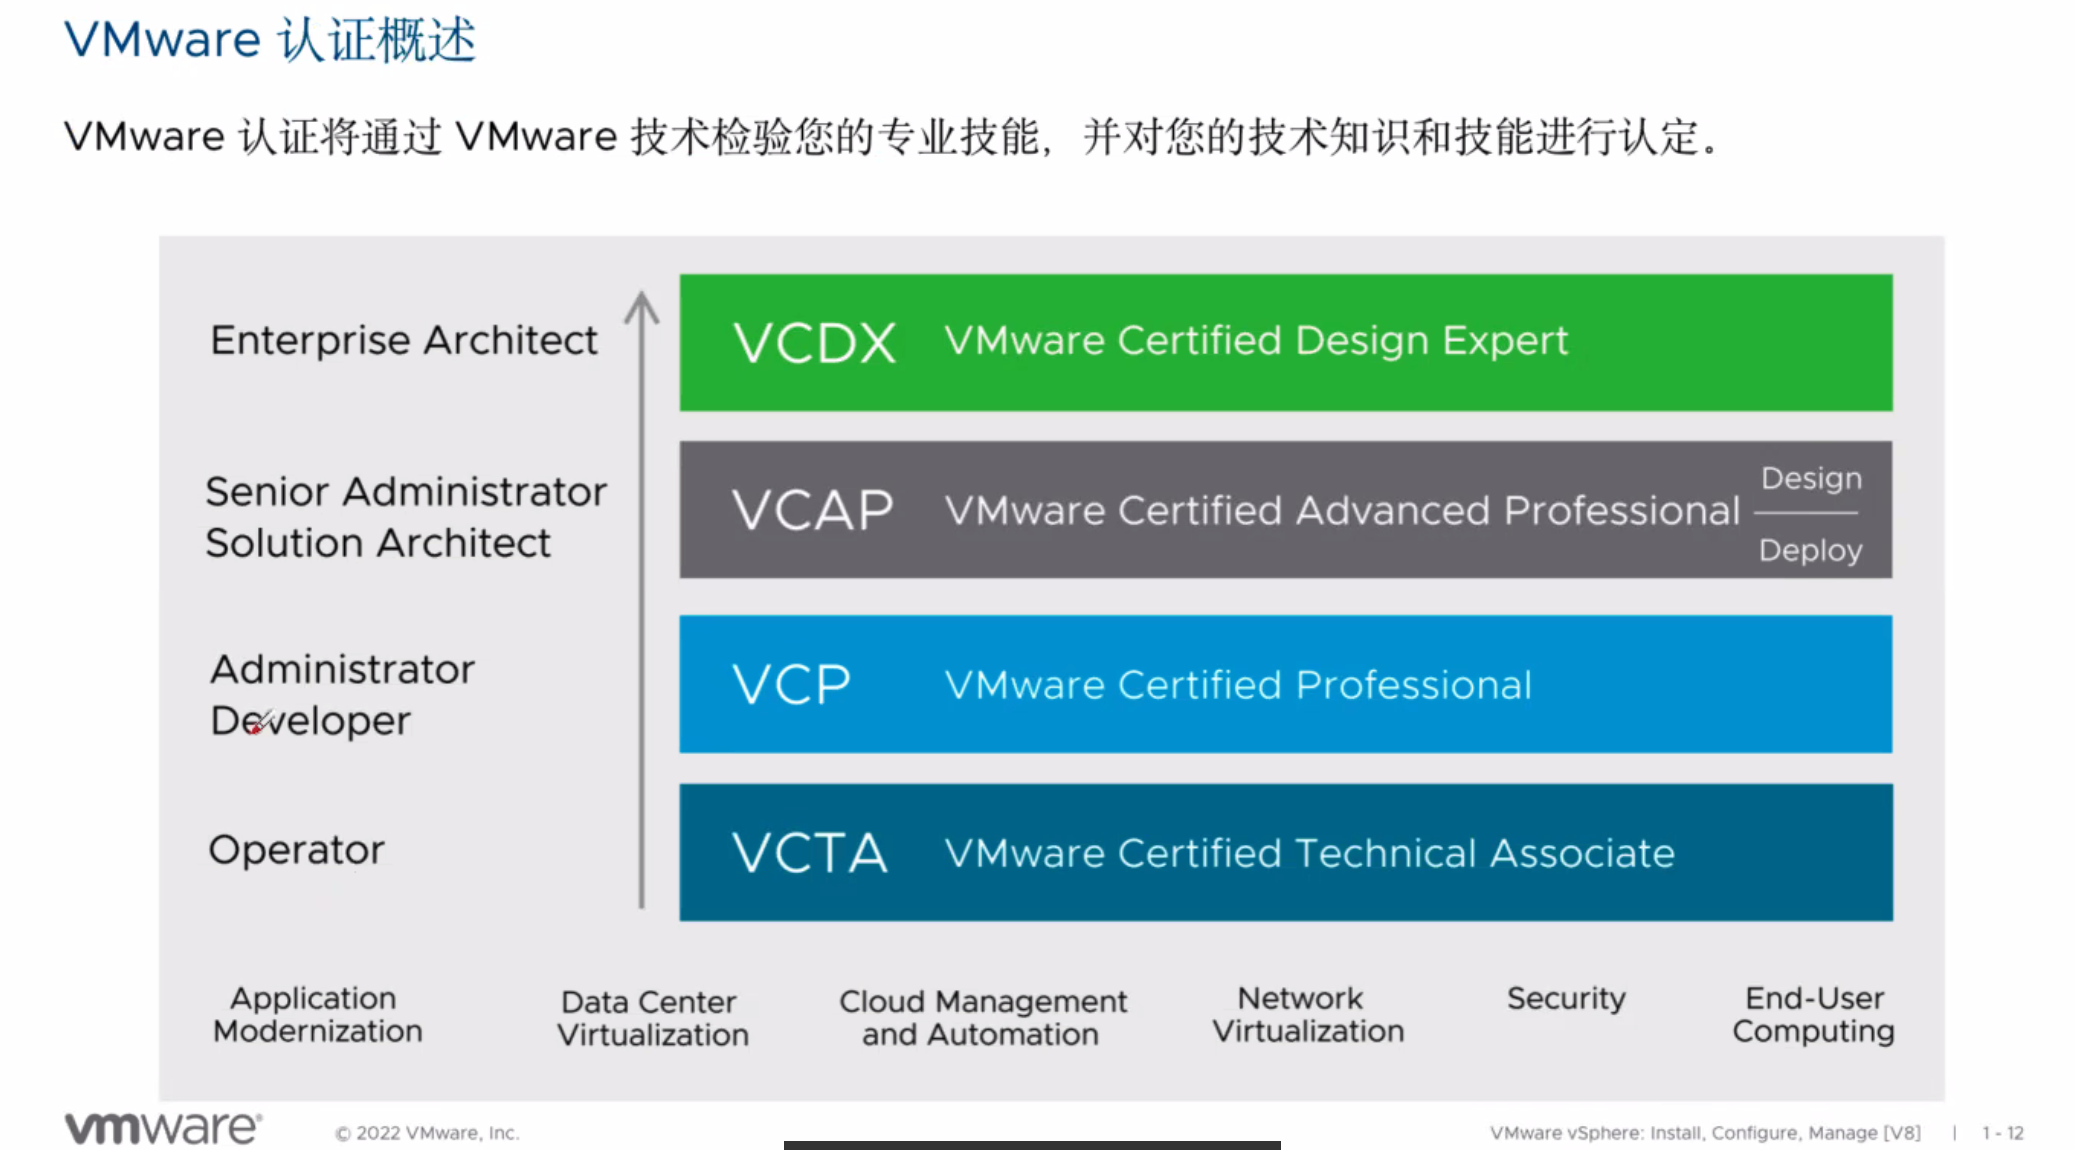 VMware 认证概述
VMware 认证将通过 VMware 技术检验您的专业技能，并对您的技术知识和技能进行认定。
Enterprise Architect
VCDX VMware Certified Design Expert
Senior Administrator
Solution Architect
VCAP VMware Certified Advanced Professional
Design
Deploy
Administrator
Developer
VCP VMware Certified Professional
Operator
VCTA VMware Certified Technical Associate
Application
Modernization
Data Center
Virtualization
Cloud Management
and Automation
Network
Virtualization
Security
End-User
Computing
vmware®
© 2022 VMware, Inc.
VMware vSphere: Install, Configure, Manage [V8] | 1 - 12